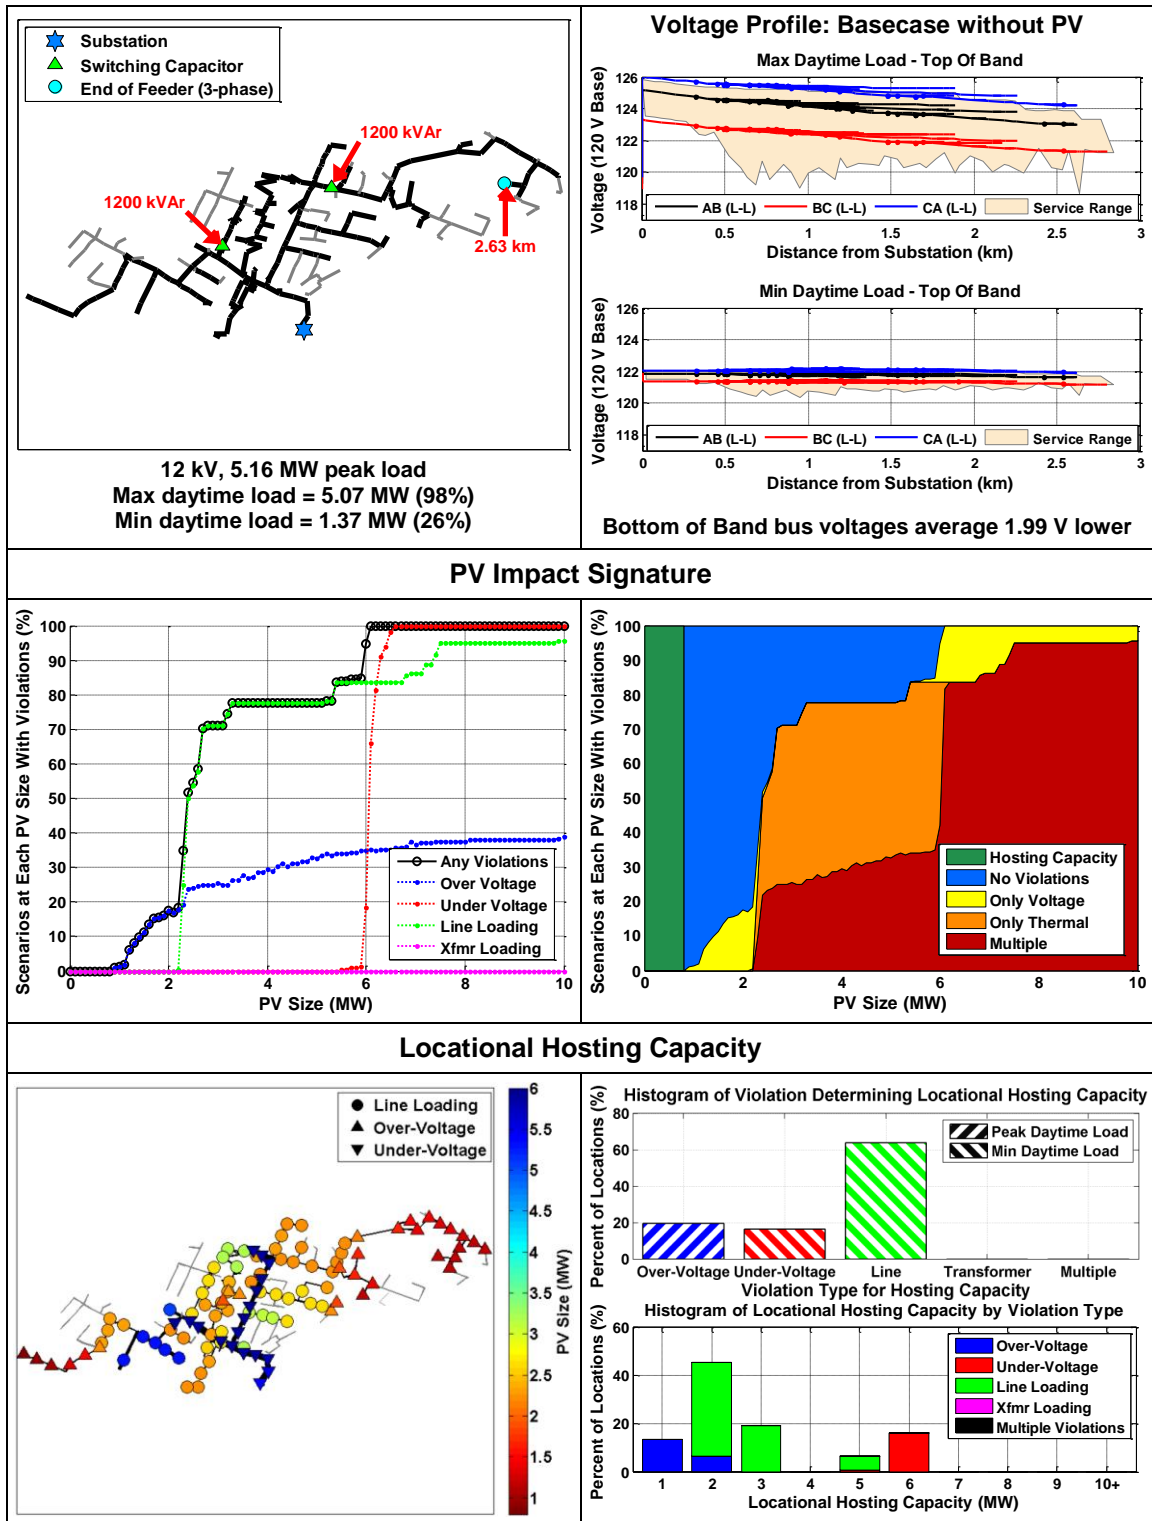 Substation
Switching Capacitor
End of Feeder (3-phase)
1200 kVAr
1200 kVAr
2.63 km
12 kV, 5.16 MW peak load
Max daytime load = 5.07 MW (98%)
Min daytime load = 1.37 MW (26%)
Voltage Profile: Basecase without PV
Max Daytime Load - Top Of Band
Voltage (120 V Base)
126
124
122
120
118
AB (L-L) BC (L-L) CA (L-L) Service Range
0 0.5 1 1.5 2 2.5 3
Distance from Substation (km)
Min Daytime Load - Top Of Band
Voltage (120 V Base)
126
124
122
120
118
AB (L-L) BC (L-L) CA (L-L) Service Range
0 0.5 1 1.5 2 2.5 3
Distance from Substation (km)
Bottom of Band bus voltages average 1.99 V lower
PV Impact Signature
Scenarios at Each PV Size With Violations (%)
100
90
80
70
60
50
40
30
20
10
0
Any Violations
Over Voltage
Under Voltage
Line Loading
Xfmr Loading
0 2 4 6 8 10
PV Size (MW)
Scenarios at Each PV Size With Violations (%)
100
90
80
70
60
50
40
30
20
10
0
Hosting Capacity
No Violations
Only Voltage
Only Thermal
Multiple
0 2 4 6 8 10
PV Size (MW)
Locational Hosting Capacity
Line Loading
Over-Voltage
Under-Voltage
6
5.5
5
4.5
4
3.5
3
2.5
2
1.5
1
PV Size (MW)
Histogram of Violation Determining Locational Hosting Capacity
Percent of Locations (%)
80
60
40
20
0
Peak Daytime Load
Min Daytime Load
Over-Voltage Under-Voltage Line Transformer Multiple
Violation Type for Hosting Capacity
Histogram of Locational Hosting Capacity by Violation Type
Percent of Locations (%)
60
40
20
0
Over-Voltage
Under-Voltage
Line Loading
Xfmr Loading
Multiple Violations
1 2 3 4 5 6 7 8 9 10+
Locational Hosting Capacity (MW)